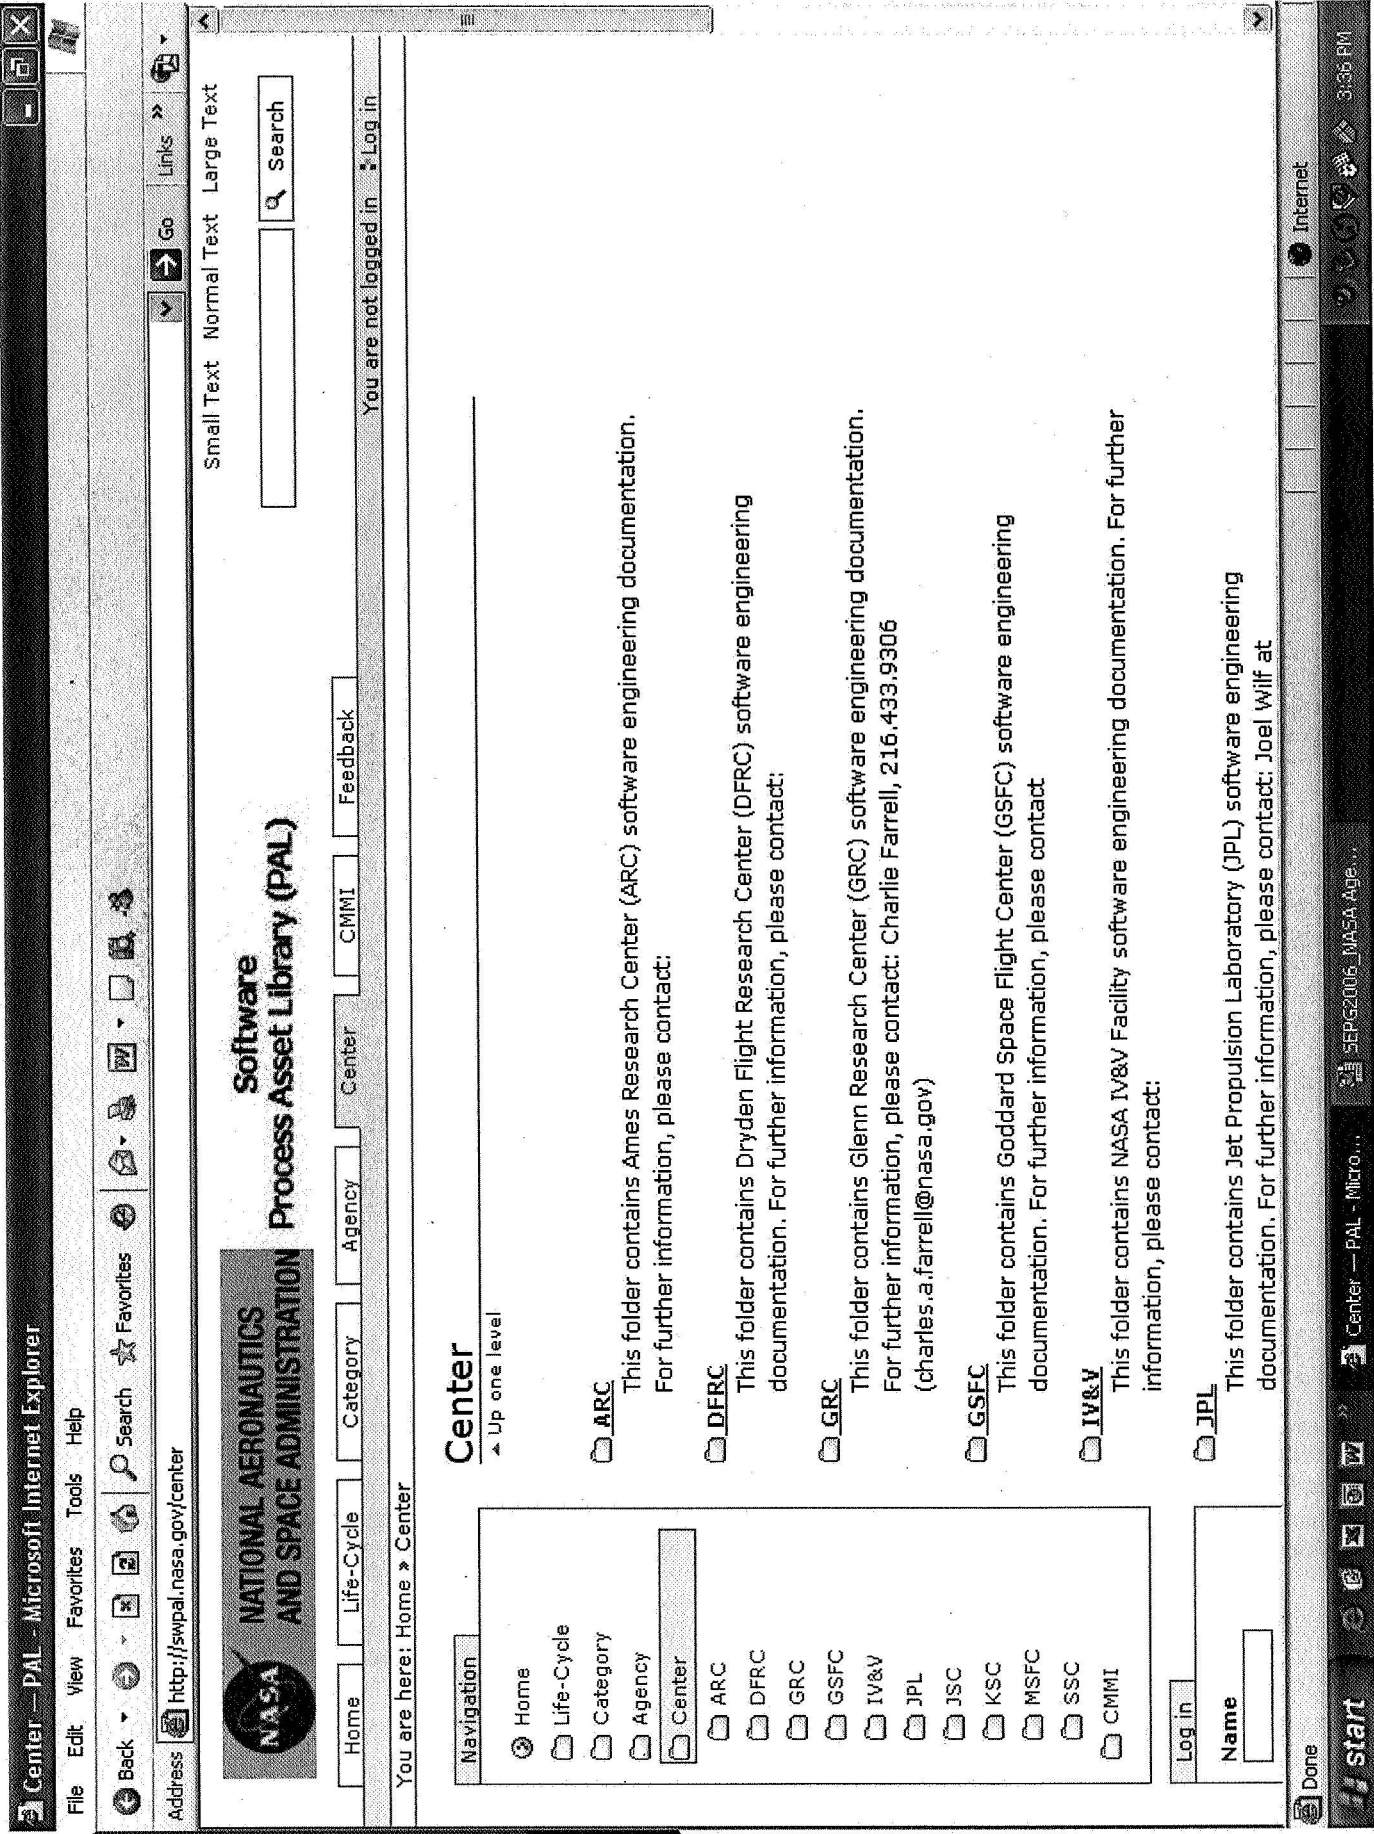 Center — PAL - Microsoft Internet Explorer
File Edit View Favorites Tools Help
Back Search Favorites
Address http://swpal.nasa.gov/center Go Links »
Small Text Normal Text Large Text
NASA
NATIONAL AERONAUTICS
AND SPACE ADMINISTRATION
Software
Process Asset Library (PAL)
Search
Home Life-Cycle Category Agency Center CMMI Feedback
You are not logged in Log in
You are here: Home » Center
Navigation
Home
Life-Cycle
Category
Agency
Center
ARC
DFRC
GRC
GSFC
IV&V
JPL
JSC
KSC
MSFC
SSC
CMMI
Log in
Name
Center
Up one level
ARC
This folder contains Ames Research Center (ARC) software engineering documentation.
For further information, please contact:
DFRC
This folder contains Dryden Flight Research Center (DFRC) software engineering
documentation. For further information, please contact:
GRC
This folder contains Glenn Research Center (GRC) software engineering documentation.
For further information, please contact: Charlie Farrell, 216.433.9306
(charles.a.farrell@nasa.gov)
GSFC
This folder contains Goddard Space Flight Center (GSFC) software engineering
documentation. For further information, please contact
IV&V
This folder contains NASA IV&V Facility software engineering documentation. For further
information, please contact:
JPL
This folder contains Jet Propulsion Laboratory (JPL) software engineering
documentation. For further information, please contact: Joel Wilf at
Done Internet
start Center — PAL - Micro... SEPG2006_NASA Age... 3:36 PM